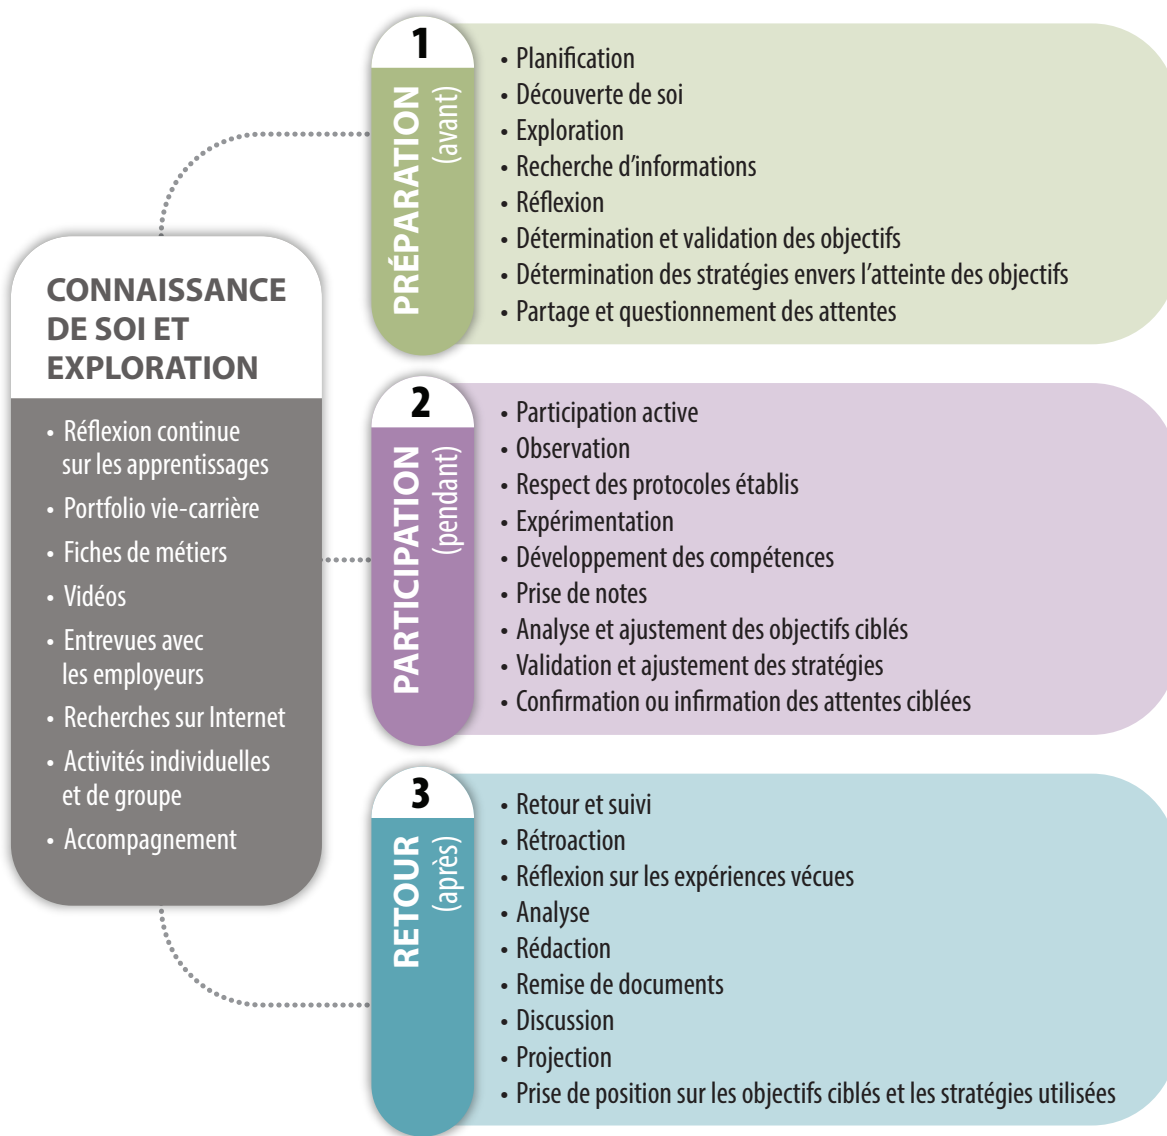 CONNAISSANCE
DE SOI ET
EXPLORATION
• Réflexion continue
sur les apprentissages
• Portfolio vie-carrière
• Fiches de métiers
• Vidéos
• Entrevues avec
les employeurs
• Recherches sur Internet
• Activités individuelles
et de groupe
• Accompagnement
1
PRÉPARATION
(avant)
• Planification
• Découverte de soi
• Exploration
• Recherche d’informations
• Réflexion
• Détermination et validation des objectifs
• Détermination des stratégies envers l’atteinte des objectifs
• Partage et questionnement des attentes
2
PARTICIPATION
(pendant)
• Participation active
• Observation
• Respect des protocoles établis
• Expérimentation
• Développement des compétences
• Prise de notes
• Analyse et ajustement des objectifs ciblés
• Validation et ajustement des stratégies
• Confirmation ou infirmation des attentes ciblées
3
RETOUR
(après)
• Retour et suivi
• Rétroaction
• Réflexion sur les expériences vécues
• Analyse
• Rédaction
• Remise de documents
• Discussion
• Projection
• Prise de position sur les objectifs ciblés et les stratégies utilisées